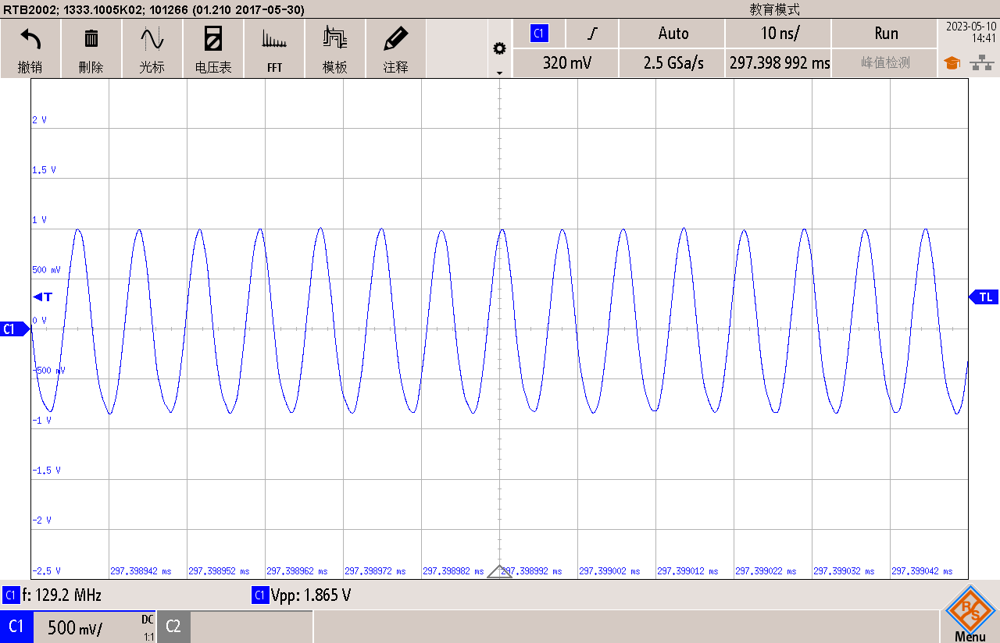 RTB2002; 1333.1005K02; 101266 (01.210 2017-05-30)
教育模式
撤销
删除
光标
电压表
FFT
模板
注释
C1
Auto
10 ns/
Run
2023-05-10
14:41
320 mV
2.5 GSa/s
297.398 992 ms
峰值检测
2 V
1.5 V
1 V
500 mV
T
TL
0 V
C1
-500 mV
-1 V
-1.5 V
-2 V
-2.5 V
297.398942 ms
297.398952 ms
297.398962 ms
297.398972 ms
297.398982 ms
297.398992 ms
297.399002 ms
297.399012 ms
297.399022 ms
297.399032 ms
297.399042 ms
C1 f: 129.2 MHz
C1 Vpp: 1.865 V
C1
500 mV/
DC
1:1
C2
R S
Menu